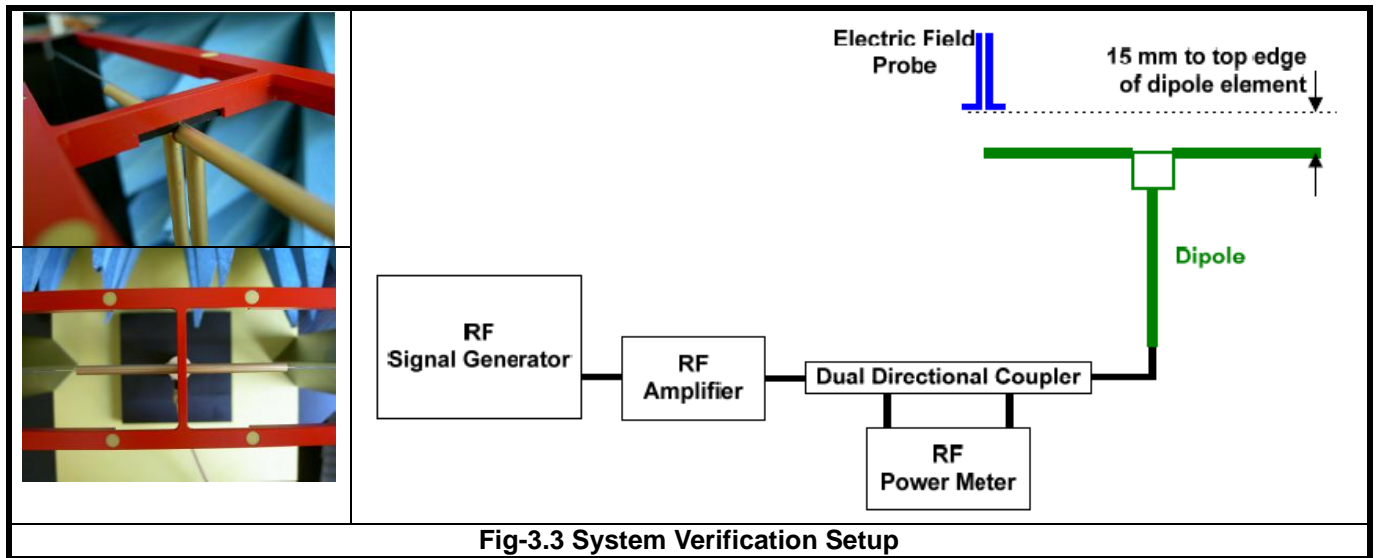 Electric Field
Probe
15 mm to top edge
of dipole element
Dipole
RF
Signal Generator
RF
Amplifier
Dual Directional Coupler
RF
Power Meter
Fig-3.3 System Verification Setup